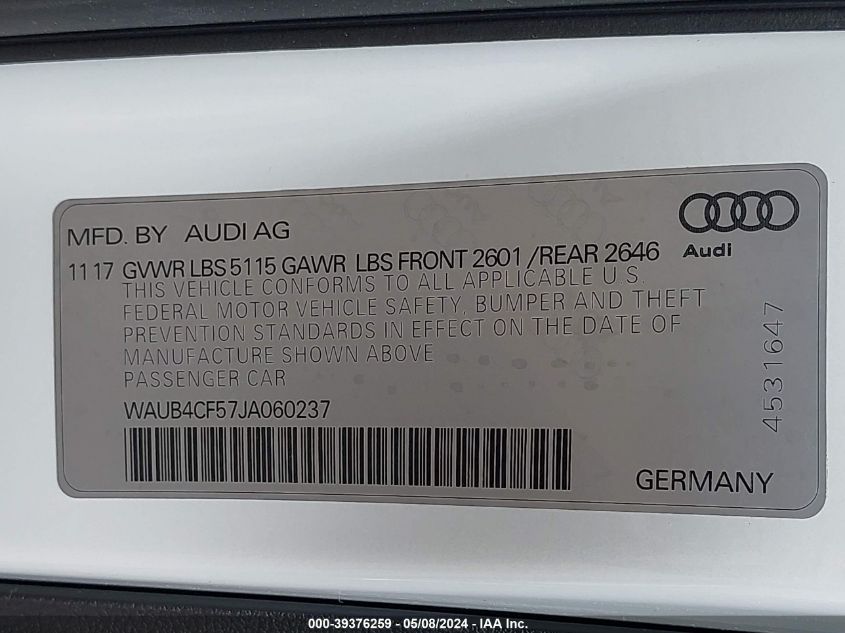 MFD. BY AUDI AG
Audi
11 17 GVWR LBS 5115 GAWR LBS FRONT 2601 / REAR 2646
THIS VEHICLE CONFORMS TO ALL APPLICABLE U.S.
FEDERAL MOTOR VEHICLE SAFETY, BUMPER AND THEFT
PREVENTION STANDARDS IN EFFECT ON THE DATE OF
MANUFACTURE SHOWN ABOVE
PASSENGER CAR
WAUB4CF57JA060237
4531647
GERMANY
000-39376259 - 05/08/2024 - IAA Inc.